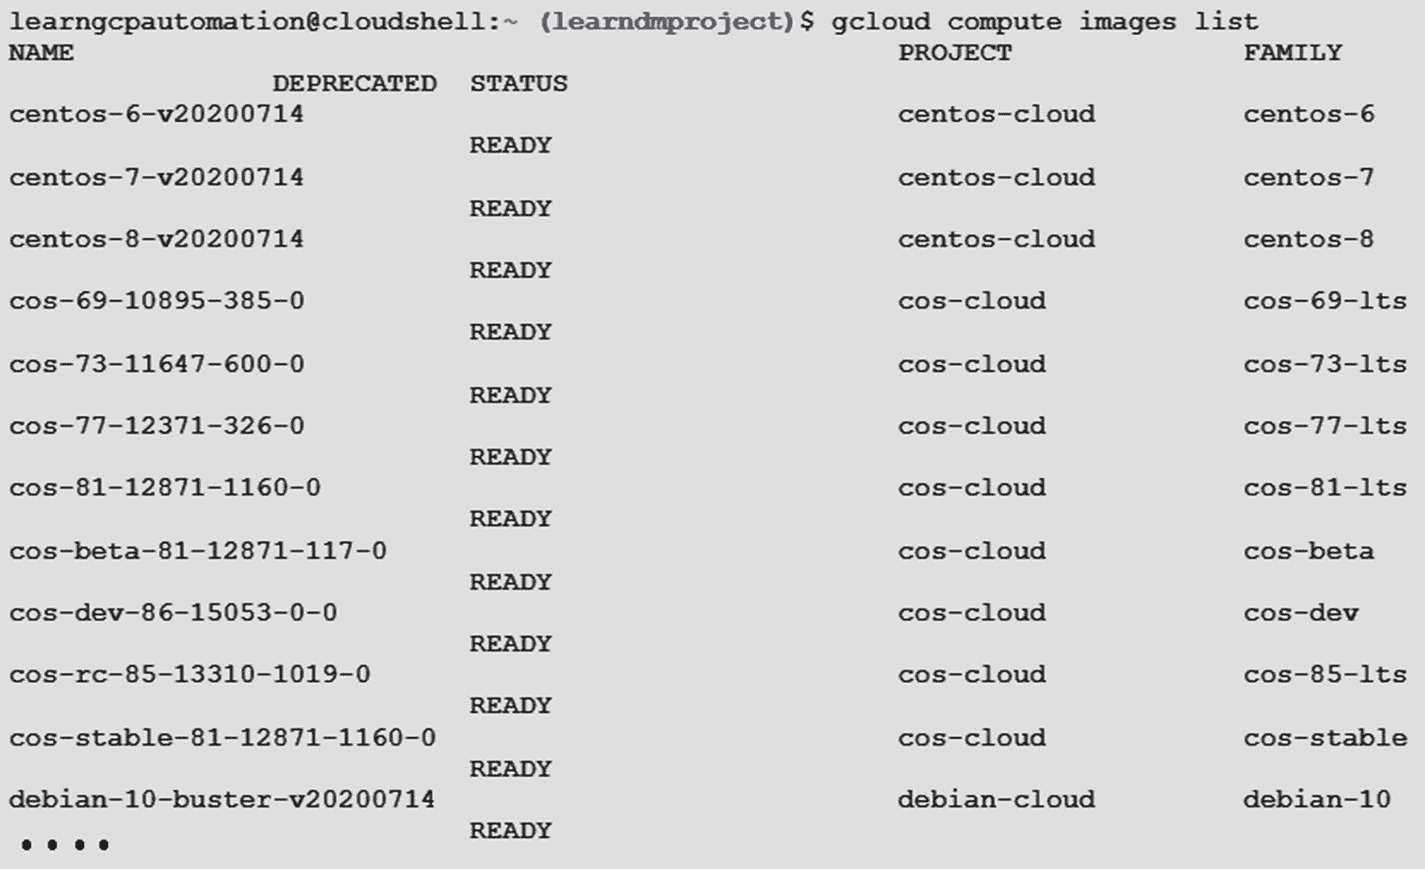 learngcpautomation@cloudshell:~ (learndmproject)$ gcloud compute images list
NAME PROJECT FAMILY
DEPRECATED STATUS
centos-6-v20200714 centos-cloud centos-6
READY
centos-7-v20200714 centos-cloud centos-7
READY
centos-8-v20200714 centos-cloud centos-8
READY
cos-69-10895-385-0 cos-cloud cos-69-lts
READY
cos-73-11647-600-0 cos-cloud cos-73-lts
READY
cos-77-12371-326-0 cos-cloud cos-77-lts
READY
cos-81-12871-1160-0 cos-cloud cos-81-lts
READY
cos-beta-81-12871-117-0 cos-cloud cos-beta
READY
cos-dev-86-15053-0-0 cos-cloud cos-dev
READY
cos-rc-85-13310-1019-0 cos-cloud cos-85-lts
READY
cos-stable-81-12871-1160-0 cos-cloud cos-stable
READY
debian-10-buster-v20200714 debian-cloud debian-10
READY
....